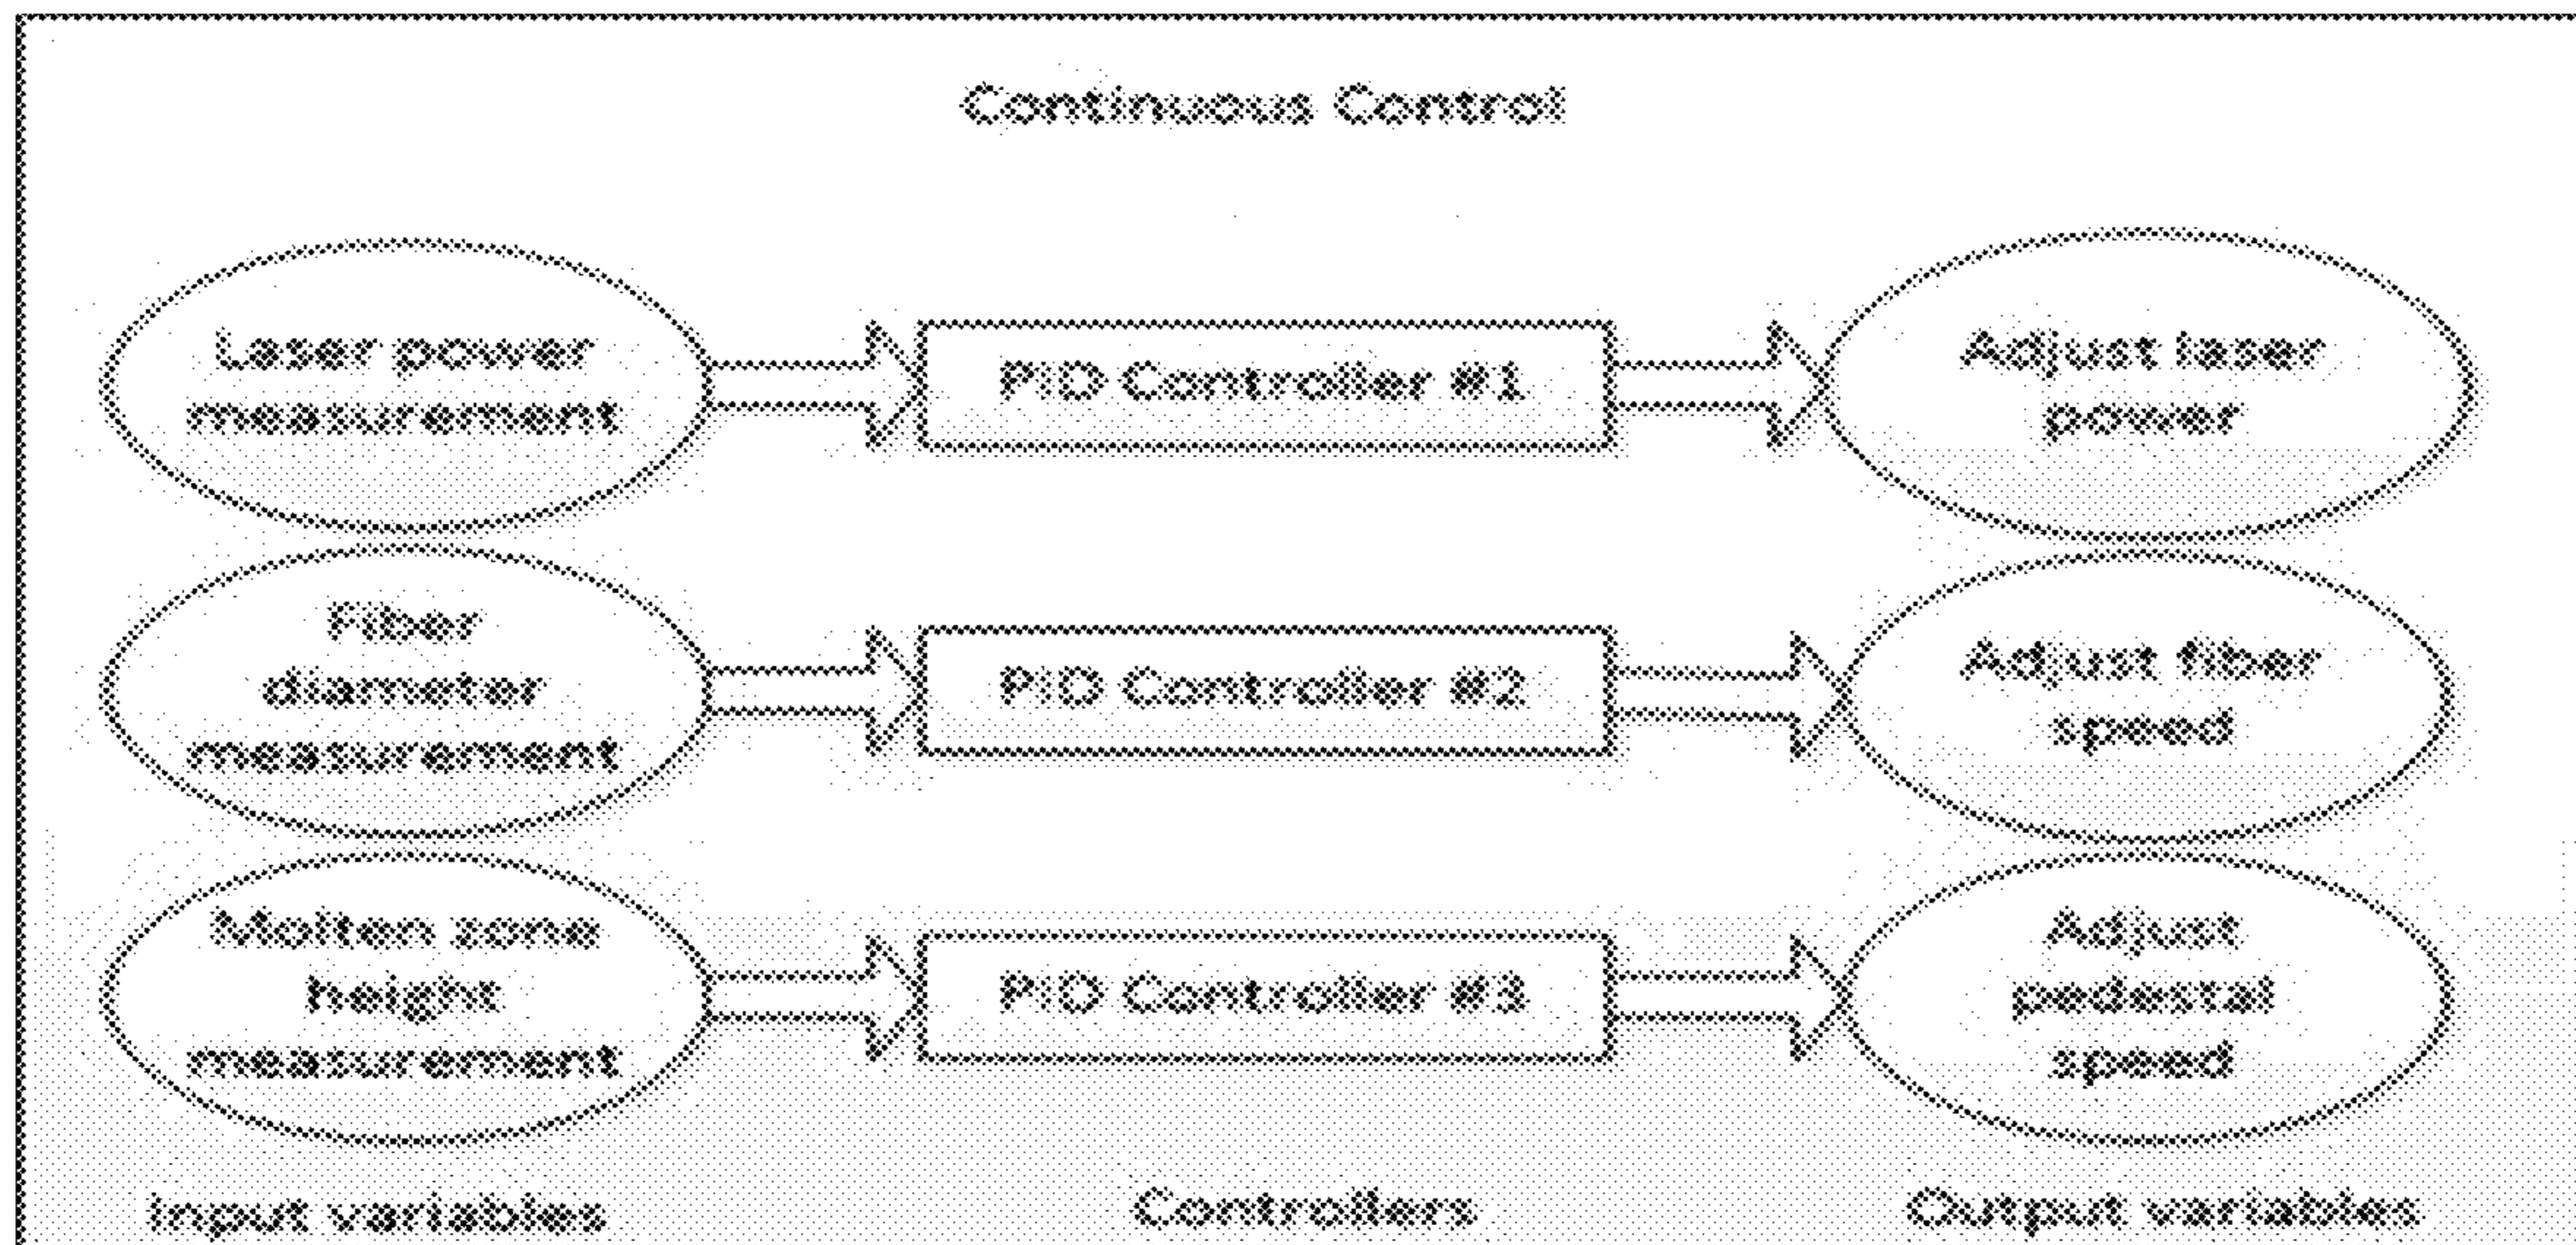 Continuous Control
Laser power
measurement
PID Controller #1
Adjust laser
power
Fiber
diameter
measurement
PID Controller #2
Adjust fiber
speed
Molten zone
height
measurement
PID Controller #3
Adjust
pedestal
speed
Input variables
Controllers
Output variables